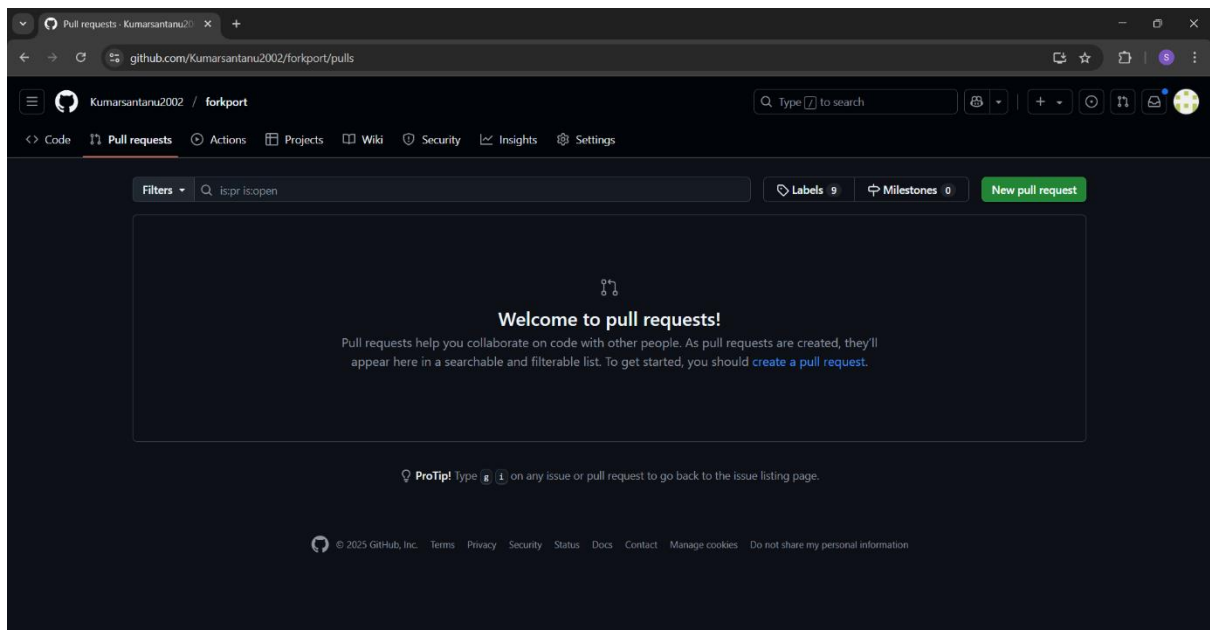 Pull requests · Kumarsantanu20
github.com/Kumarsantanu2002/forkport/pulls
S
Kumarsantanu2002 / forkport
Type / to search
<> Code Pull requests Actions Projects Wiki Security Insights Settings
Filters is:pr is:open Labels 9 Milestones 0 New pull request
Welcome to pull requests!
Pull requests help you collaborate on code with other people. As pull requests are created, they'll
appear here in a searchable and filterable list. To get started, you should create a pull request.
ProTip! Type g i on any issue or pull request to go back to the issue listing page.
© 2025 GitHub, Inc. Terms Privacy Security Status Docs Contact Manage cookies Do not share my personal information